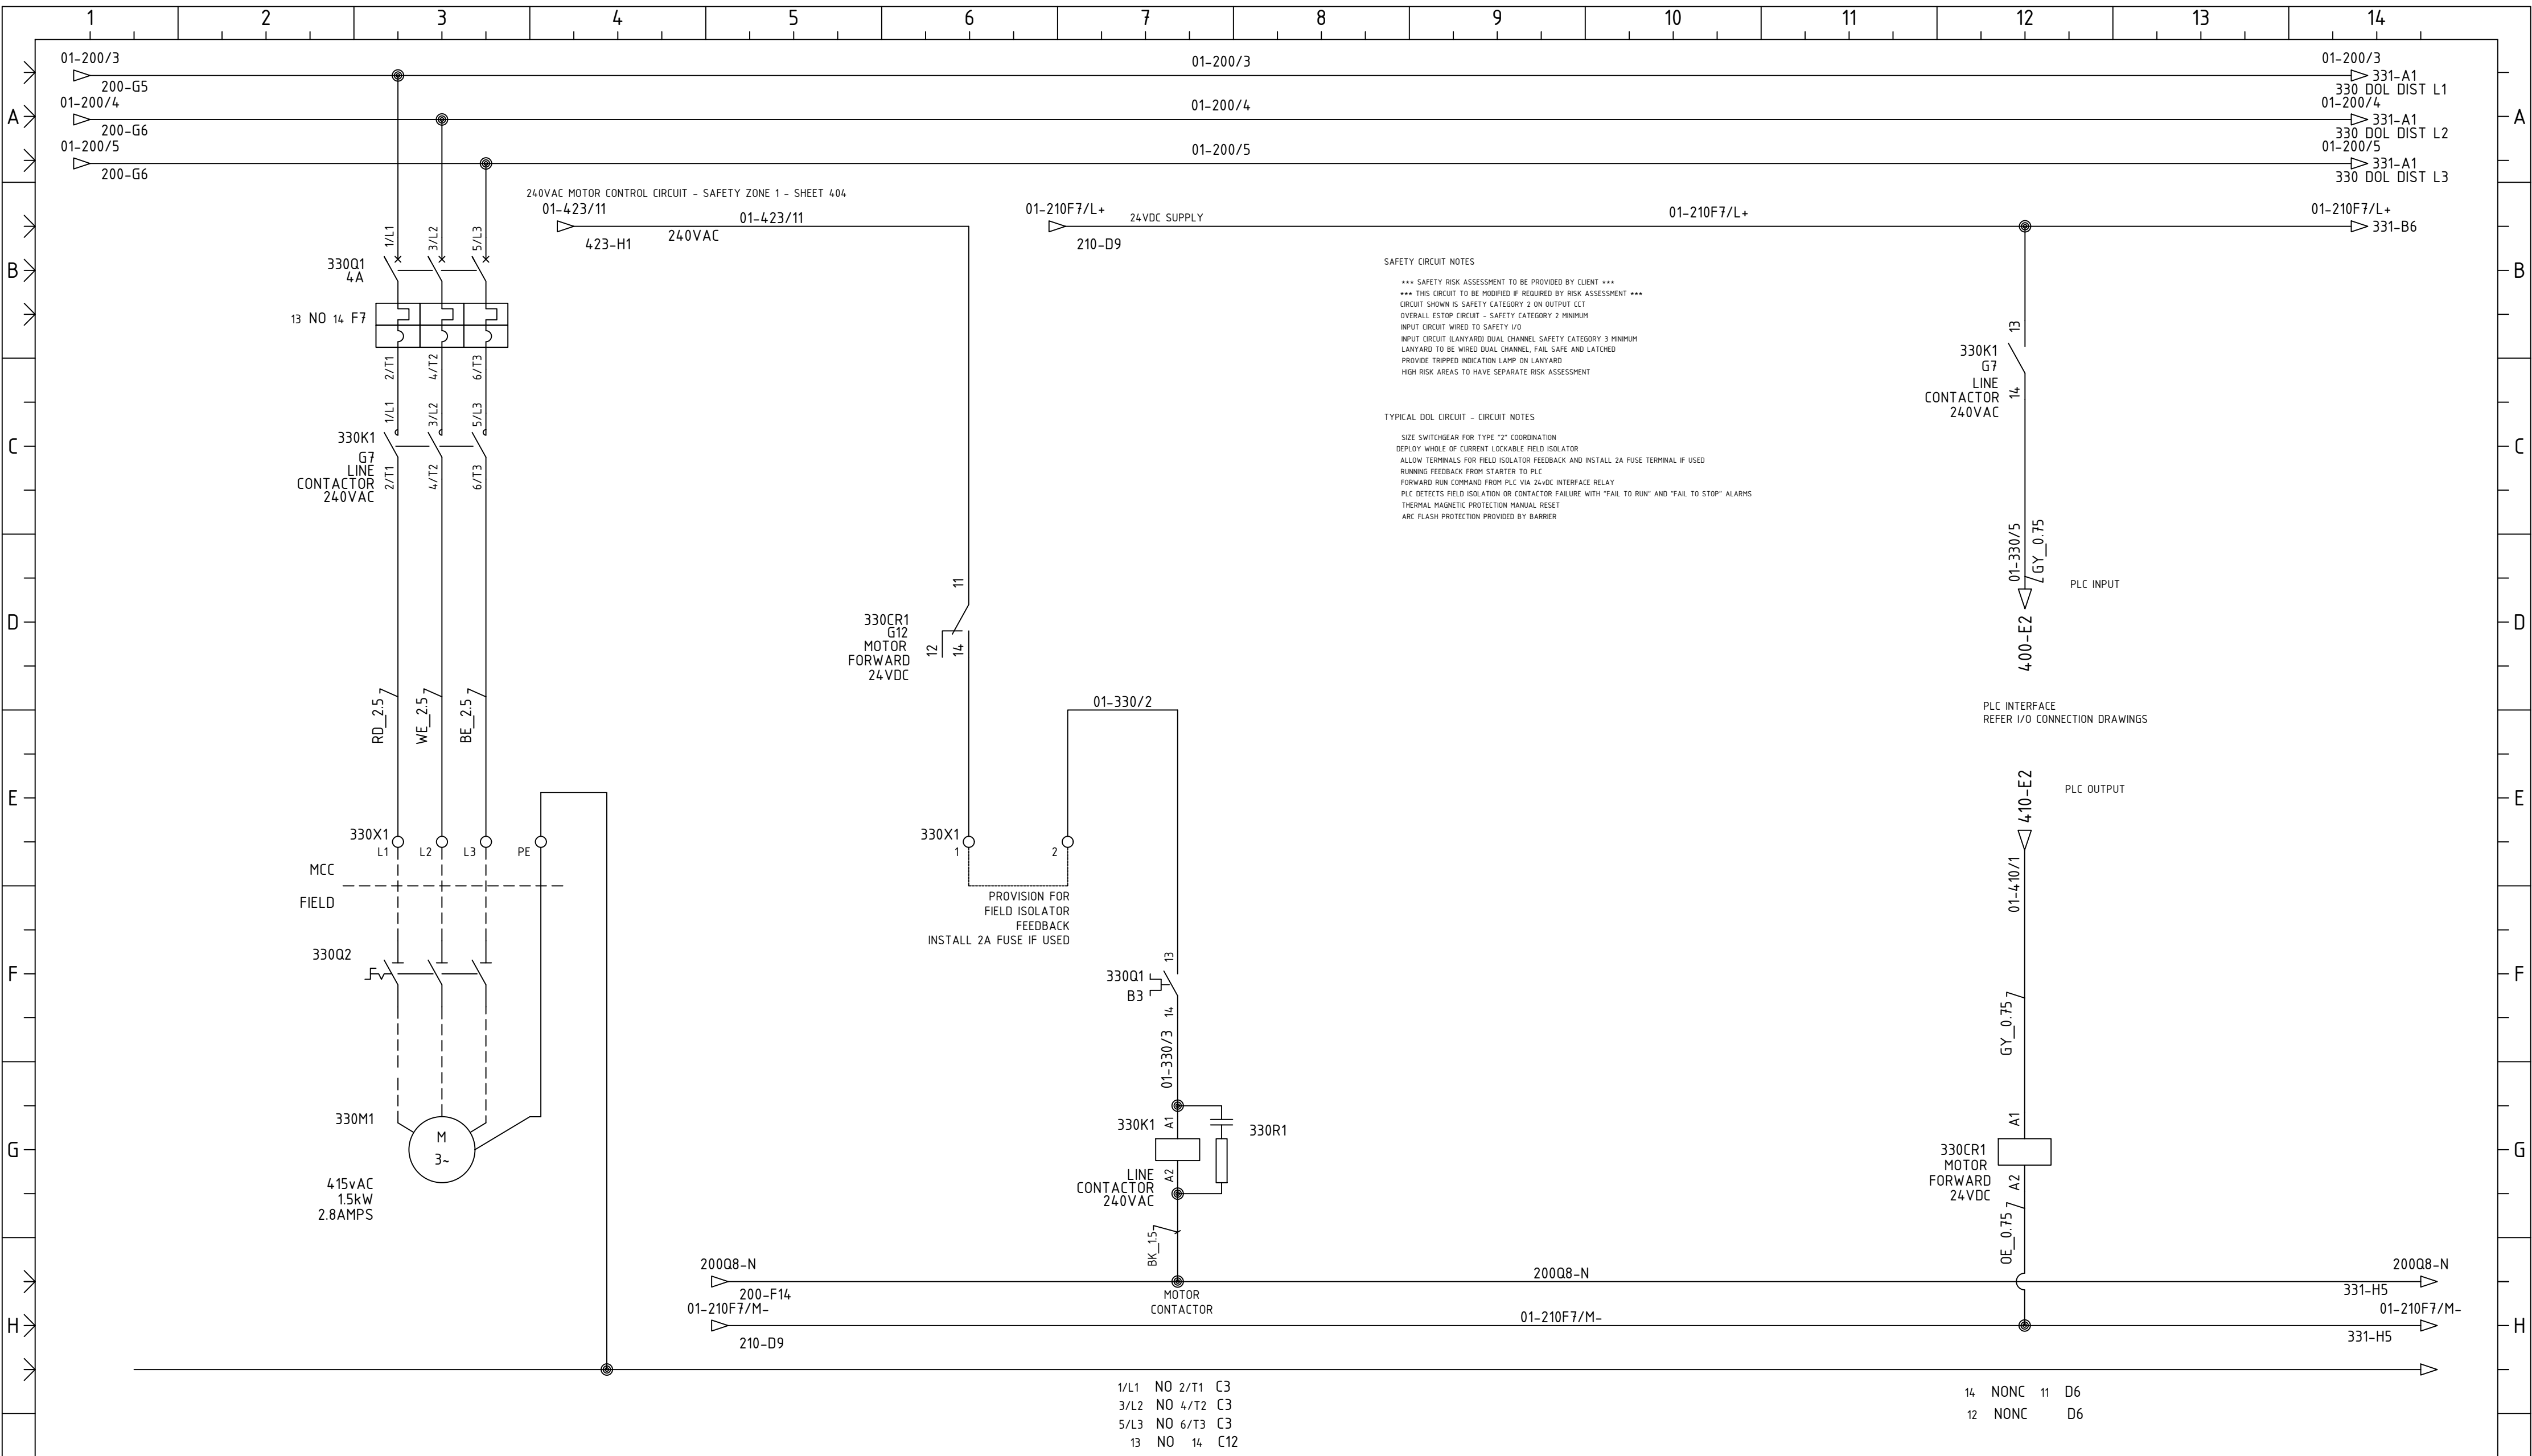 1 2 3 4 5 6 7 8 9 10 11 12 13 14
01-200/3 01-200/3 01-200/3
200-G5 331-A1
330 DOL DIST L1
01-200/4 01-200/4 01-200/4
A 200-G6 331-A1 A
330 DOL DIST L2
01-200/5 01-200/5 01-200/5
200-G6 331-A1
330 DOL DIST L3
240VAC MOTOR CONTROL CIRCUIT - SAFETY ZONE 1 - SHEET 404
01-423/11 01-423/11
423-H1 240VAC
01-210F7/L+ 24VDC SUPPLY 01-210F7/L+ 01-210F7/L+
210-D9 331-B6
1/L1 3/L2 5/L3
B B
330Q1
4A
13 NO 14 F7
2/T1 4/T2 6/T3
SAFETY CIRCUIT NOTES
*** SAFETY RISK ASSESSMENT TO BE PROVIDED BY CLIENT ***
*** THIS CIRCUIT TO BE MODIFIED IF REQUIRED BY RISK ASSESSMENT ***
CIRCUIT SHOWN IS SAFETY CATEGORY 2 ON OUTPUT CCT
OVERALL ESTOP CIRCUIT - SAFETY CATEGORY 2 MINIMUM
INPUT CIRCUIT WIRED TO SAFETY I/O
INPUT CIRCUIT (LANYARD) DUAL CHANNEL SAFETY CATEGORY 3 MINIMUM
LANYARD TO BE WIRED DUAL CHANNEL, FAIL SAFE AND LATCHED
PROVIDE TRIPPED INDICATION LAMP ON LANYARD
HIGH RISK AREAS TO HAVE SEPARATE RISK ASSESSMENT
13
330K1
G7
LINE
CONTACTOR
240VAC
14
1/L1 3/L2 5/L3
C C
330K1
G7
LINE
CONTACTOR
240VAC
2/T1 4/T2 6/T3
TYPICAL DOL CIRCUIT - CIRCUIT NOTES
SIZE SWITCHGEAR FOR TYPE "2" COORDINATION
DEPLOY WHOLE OF CURRENT LOCKABLE FIELD ISOLATOR
ALLOW TERMINALS FOR FIELD ISOLATOR FEEDBACK AND INSTALL 2A FUSE TERMINAL IF USED
RUNNING FEEDBACK FROM STARTER TO PLC
FORWARD RUN COMMAND FROM PLC VIA 24vDC INTERFACE RELAY
PLC DETECTS FIELD ISOLATION OR CONTACTOR FAILURE WITH "FAIL TO RUN" AND "FAIL TO STOP" ALARMS
THERMAL MAGNETIC PROTECTION MANUAL RESET
ARC FLASH PROTECTION PROVIDED BY BARRIER
01-330/5 GY_0.75
PLC INPUT
400-E2
D D
11
330CR1
G12
MOTOR
FORWARD
24VDC
12 14
RD_2.5 WE_2.5 BE_2.5
01-330/2
PLC INTERFACE
REFER I/O CONNECTION DRAWINGS
410-E2
PLC OUTPUT
E E
330X1
L1 L2 L3 PE
330X1
1 2
MCC
FIELD
PROVISION FOR
FIELD ISOLATOR
FEEDBACK
INSTALL 2A FUSE IF USED
01-410/1
330Q2
F F
13
330Q1
B3
14
01-330/3
GY_0.75
330M1
M
3~
G G
415vAC
1.5kW
2.8AMPS
330K1 A1
330R1
LINE
CONTACTOR
240VAC
A2
BK_1.5
A1
330CR1
MOTOR
FORWARD
24VDC
A2
OE_0.75
200Q8-N 200Q8-N 200Q8-N
200-F14 331-H5
MOTOR
CONTACTOR
01-210F7/M- 01-210F7/M- 01-210F7/M-
H 210-D9 331-H5 H
1/L1 NO 2/T1 C3
3/L2 NO 4/T2 C3
5/L3 NO 6/T3 C3
13 NO 14 C12
14 NONC 11 D6
12 NONC D6